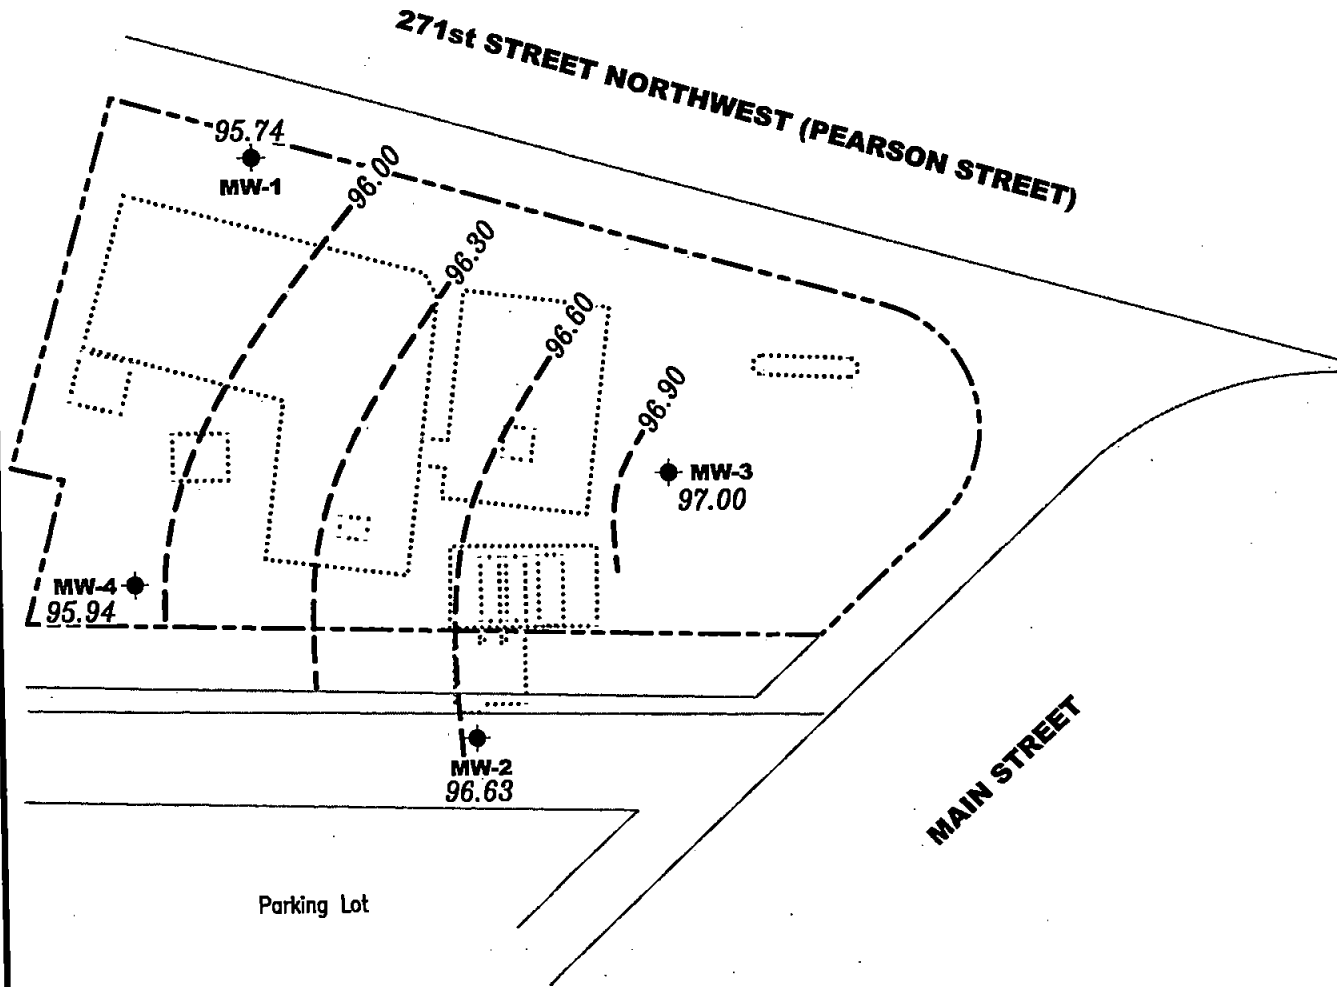 271st STREET NORTHWEST (PEARSON STREET)
95.74
MW-1
96.00
96.30
96.60
96.90
MW-3
97.00
MW-4
95.94
MW-2
96.63
MAIN STREET
Parking Lot